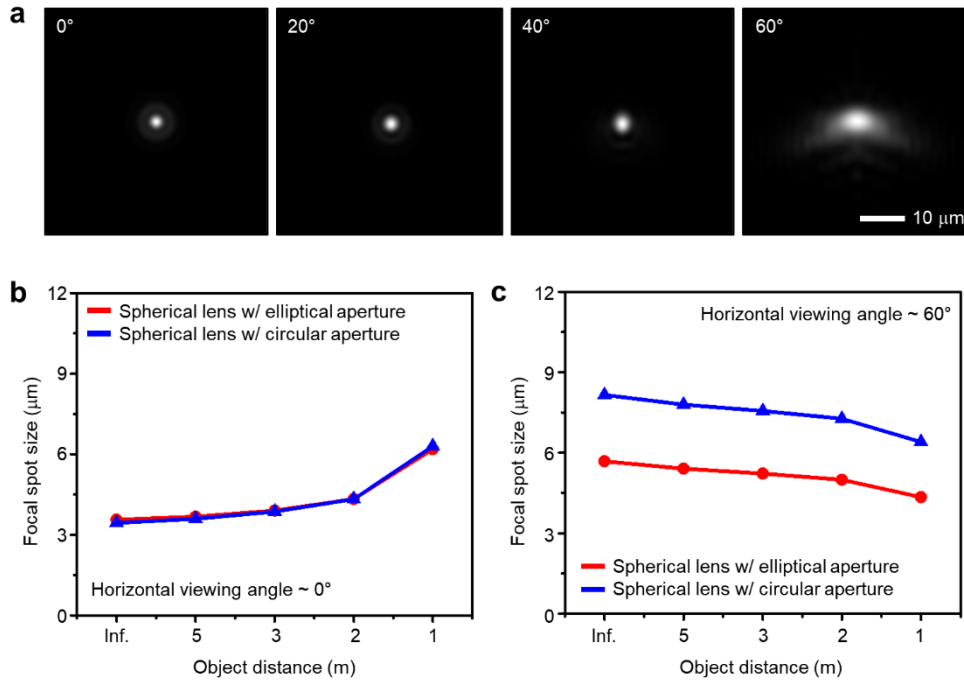 a
0°
20°
40°
60°
10 μm
b
12
9
6
3
0
Focal spot size (μm)
Spherical lens w/ elliptical aperture
Spherical lens w/ circular aperture
Horizontal viewing angle ~ 0°
Inf.
5
3
2
1
Object distance (m)
c
12
9
6
3
0
Focal spot size (μm)
Horizontal viewing angle ~ 60°
Spherical lens w/ elliptical aperture
Spherical lens w/ circular aperture
Inf.
5
3
2
1
Object distance (m)